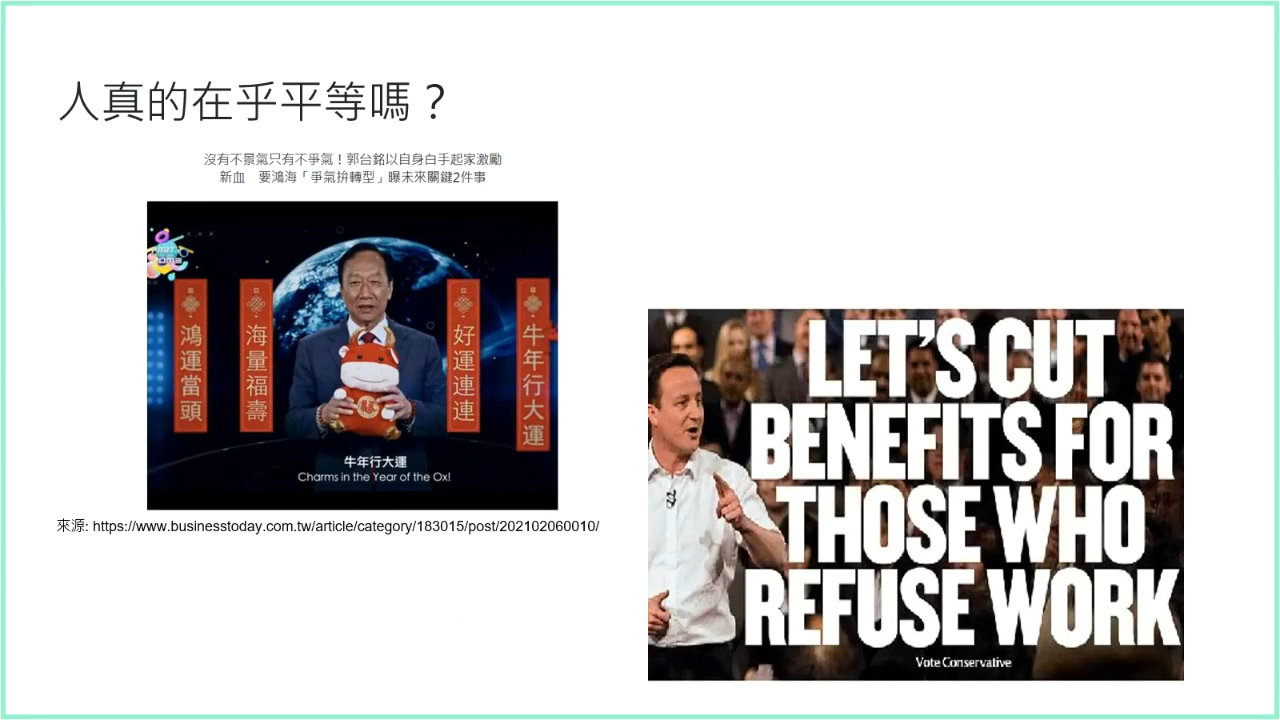 人真的在乎平等嗎？
沒有不景氣只有不爭氣！郭台銘以自身白手起家激勵
新血　要鴻海「爭氣拚轉型」曝未來關鍵2件事
鴻運當頭
海量福壽
好運連連
牛年行大運
福
牛年行大運
Charms in the Year of the Ox!
來源: https://www.businesstoday.com.tw/article/category/183015/post/202102060010/
LET'S CUT
BENEFITS FOR
THOSE WHO
REFUSE WORK
Vote Conservative